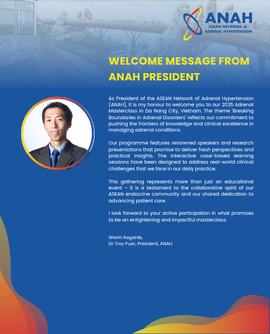 ANAH
ASEAN NETWORK of
ADRENAL HYPERTENSION
WELCOME MESSAGE FROM
ANAH PRESIDENT
As President of the ASEAN Network of Adrenal Hypertension
(ANAH), it is my honour to welcome you to our 2025 Adrenal
Masterclass in Da Nang City, Vietnam. The theme 'Breaking
Boundaries in Adrenal Disorders' reflects our commitment to
pushing the frontiers of knowledge and clinical excellence in
managing adrenal conditions.
Our programme features renowned speakers and research
presentations that promise to deliver fresh perspectives and
practical insights. The interactive case-based learning
sessions have been designed to address real-world clinical
challenges that we face in our daily practice.
This gathering represents more than just an educational
event – it is a testament to the collaborative spirit of our
ASEAN endocrine community and our shared dedication to
advancing patient care.
I look forward to your active participation in what promises
to be an enlightening and impactful masterclass.
Warm Regards,
Dr Troy Puar, President, ANAH